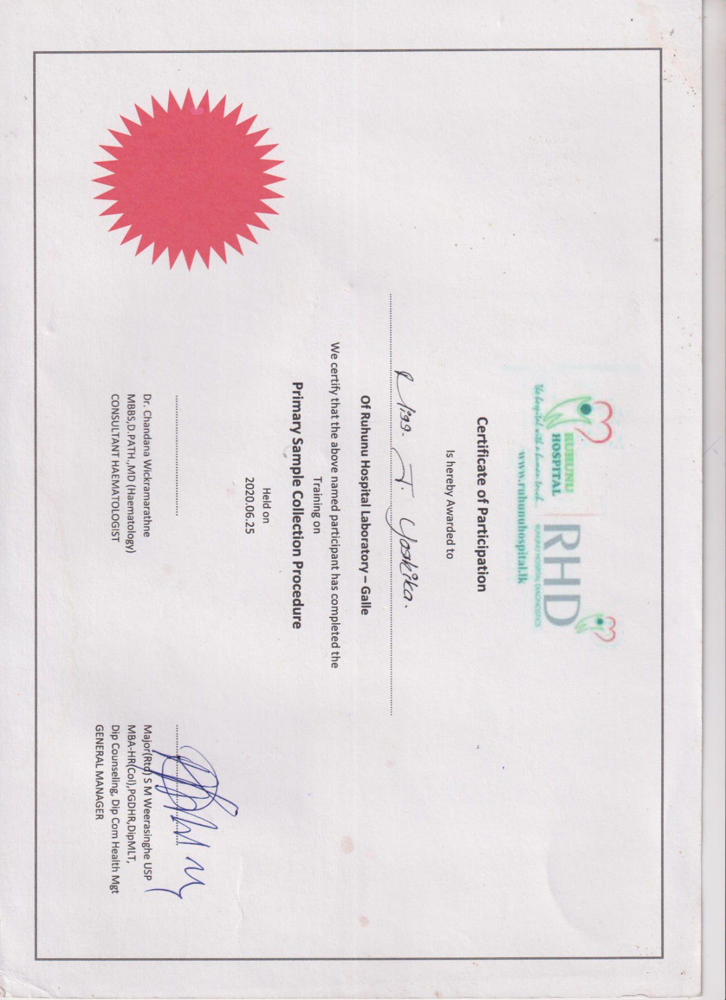 RUHUNU
HOSPITAL
The hospital with a human touch...
RHD
RUHUNU HOSPITAL DIAGNOSTICS
www.ruhunuhospital.lk
Certificate of Participation
Is hereby Awarded to
Miss. T. Yashika.
Of Ruhunu Hospital Laboratory – Galle
We certify that the above named participant has completed the
Training on
Primary Sample Collection Procedure
Held on
2020.06.25
Dr. Chandana Wickramarathne
MBBS,D.PATH.,MD (Haematology)
CONSULTANT HAEMATOLOGIST
Major(Rtd) S M Weerasinghe USP
MBA-HR(Col),PGDHR,DipMLT,
Dip Counseling, Dip Com Health Mgt
GENERAL MANAGER